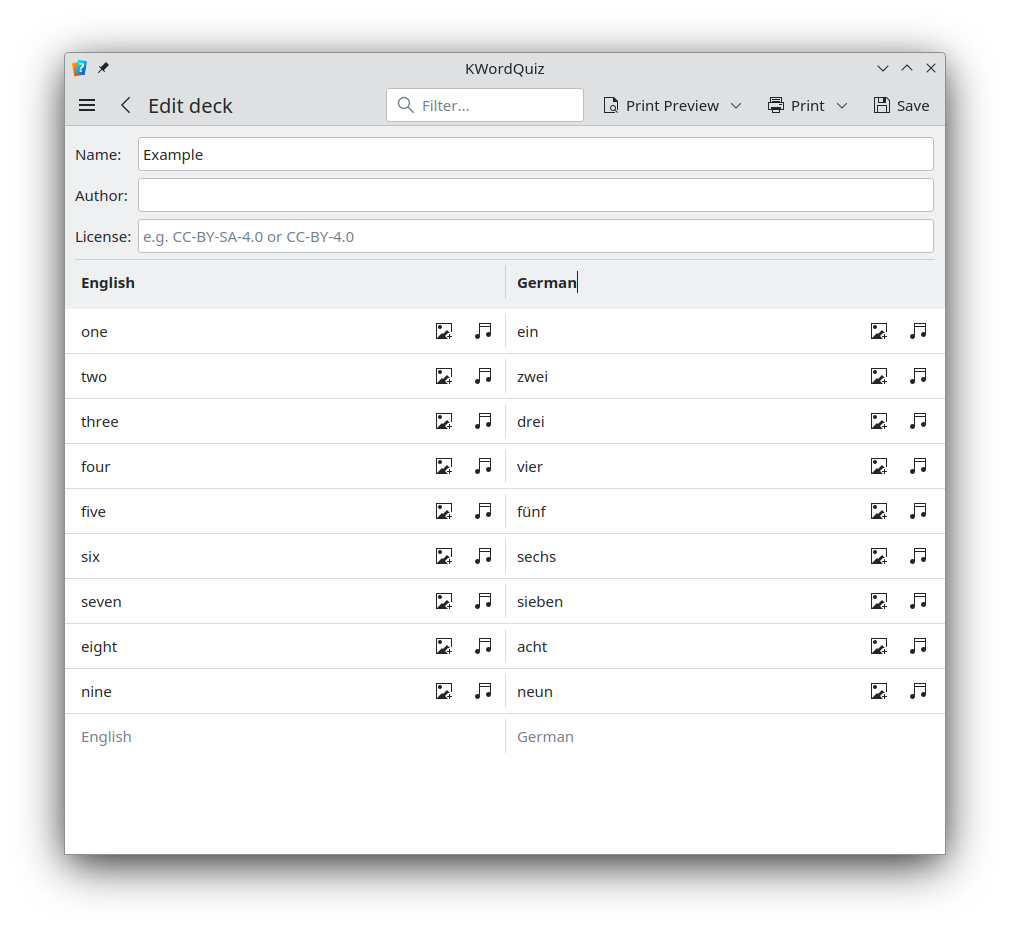 KWordQuiz
Edit deck Filter... Print Preview Print Save
Name: Example
Author:
License: e.g. CC-BY-SA-4.0 or CC-BY-4.0
English German
one ein
two zwei
three drei
four vier
five fünf
six sechs
seven sieben
eight acht
nine neun
English German